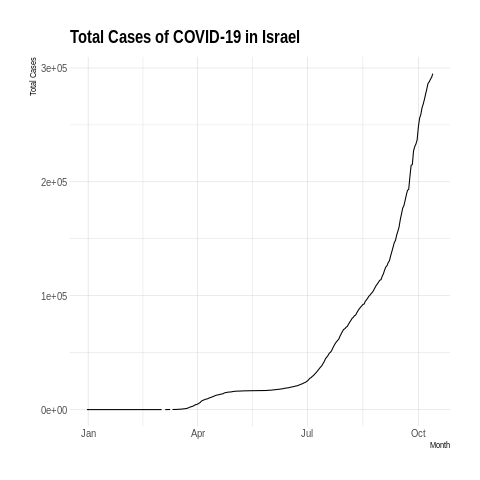 Total Cases of COVID-19 in Israel
Total Cases
3e+05
2e+05
1e+05
0e+00
Jan Apr Jul Oct
Month